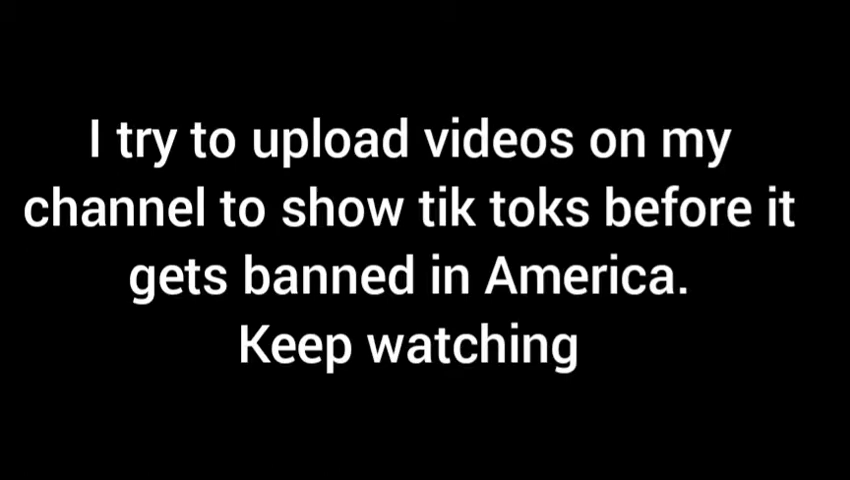 I try to upload videos on my
channel to show tik toks before it
gets banned in America.
Keep watching